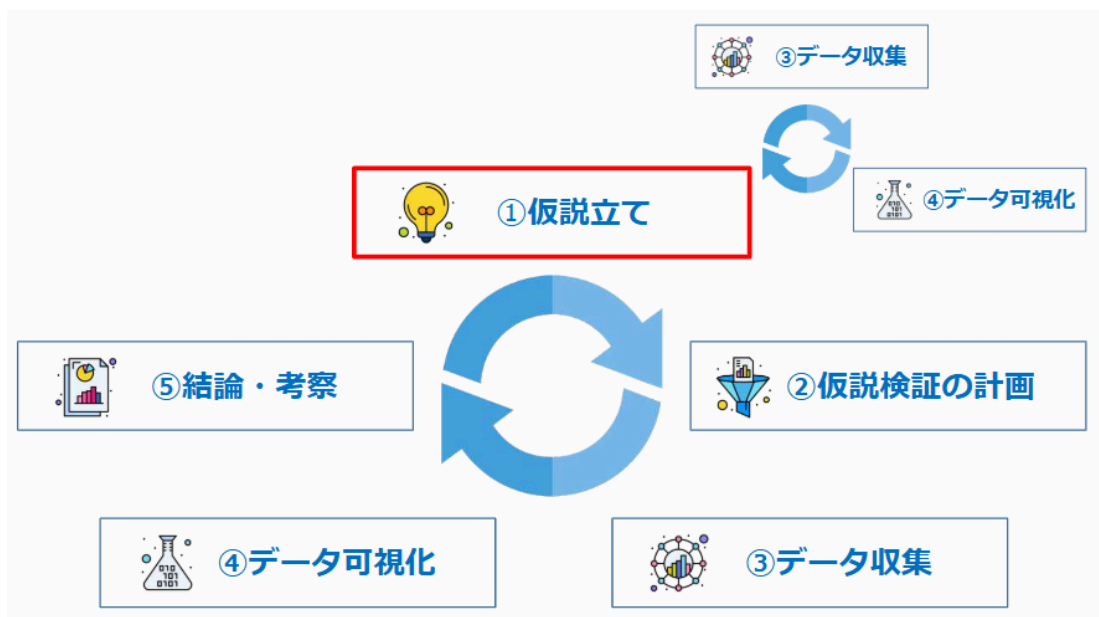 ③データ収集
④データ可視化
①仮説立て
⑤結論・考察
②仮説検証の計画
④データ可視化
③データ収集